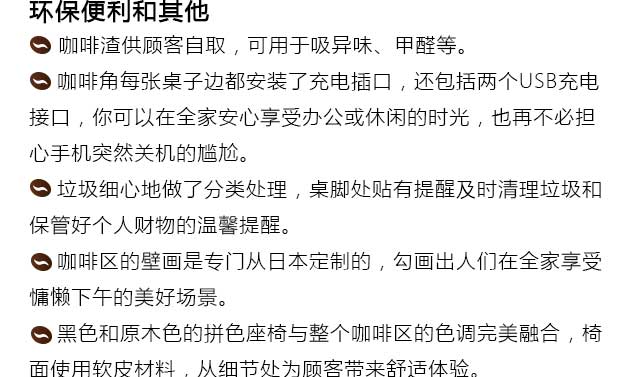 环保便利和其他
咖啡渣供顾客自取，可用于吸异味、甲醛等。
咖啡角每张桌子边都安装了充电插口，还包括两个USB充电
接口，你可以在全家安心享受办公或休闲的时光，也再不必担
心手机突然关机的尴尬。
垃圾细心地做了分类处理，桌脚处贴有提醒及时清理垃圾和
保管好个人财物的温馨提醒。
咖啡区的壁画是专门从日本定制的，勾画出人们在全家享受
慵懒下午的美好场景。
黑色和原木色的拼色座椅与整个咖啡区的色调完美融合，椅
面使用软皮材料，从细节处为顾客带来舒适体验。